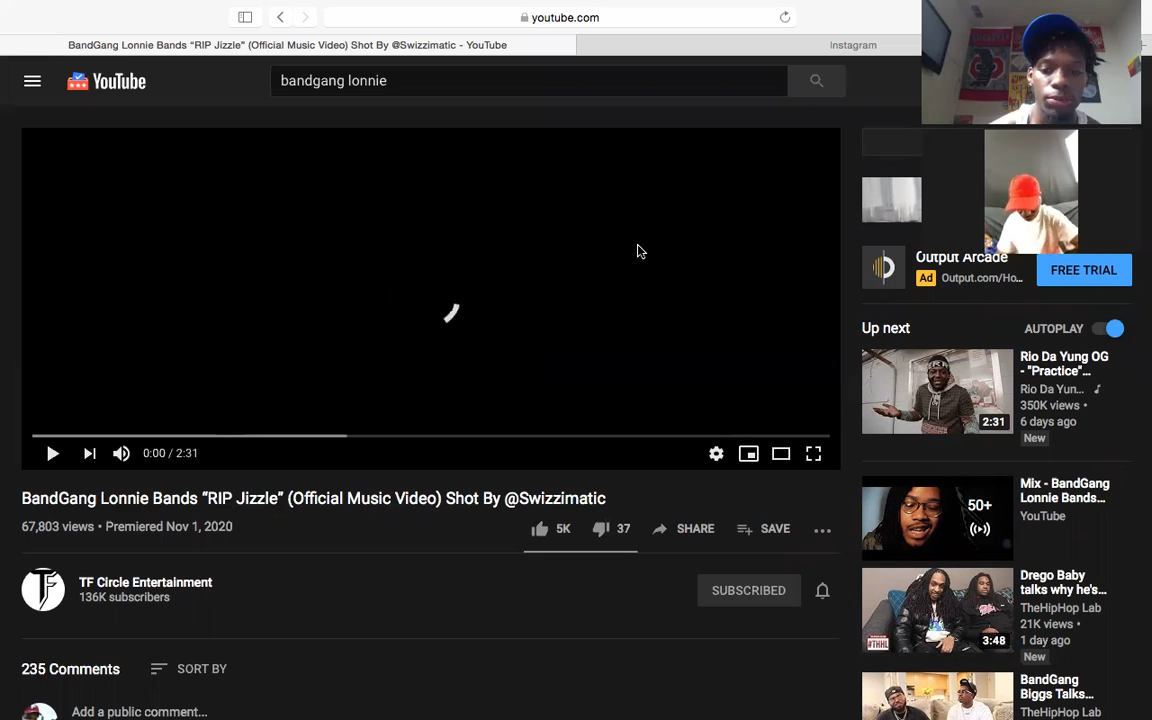 youtube.com
BandGang Lonnie Bands “RIP Jizzle” (Official Music Video) Shot By @Swizzimatic - YouTube
Instagram
YouTube
bandgang lonnie
Output Arcade
Ad Output.com/Ho...
FREE TRIAL
Up next
AUTOPLAY
Rio Da Yung OG
- "Practice"...
Rio Da Yun...
350K views •
6 days ago
New
2:31
0:00 / 2:31
BandGang Lonnie Bands “RIP Jizzle” (Official Music Video) Shot By @Swizzimatic
67,803 views • Premiered Nov 1, 2020
5K
37
SHARE
SAVE
Mix - BandGang
Lonnie Bands...
YouTube
50+
TF Circle Entertainment
136K subscribers
SUBSCRIBED
Drego Baby
talks why he's...
TheHipHop Lab
21K views •
1 day ago
New
#THHL
3:48
235 Comments
SORT BY
Add a public comment...
BandGang
Biggs Talks...
TheHipHop Lab